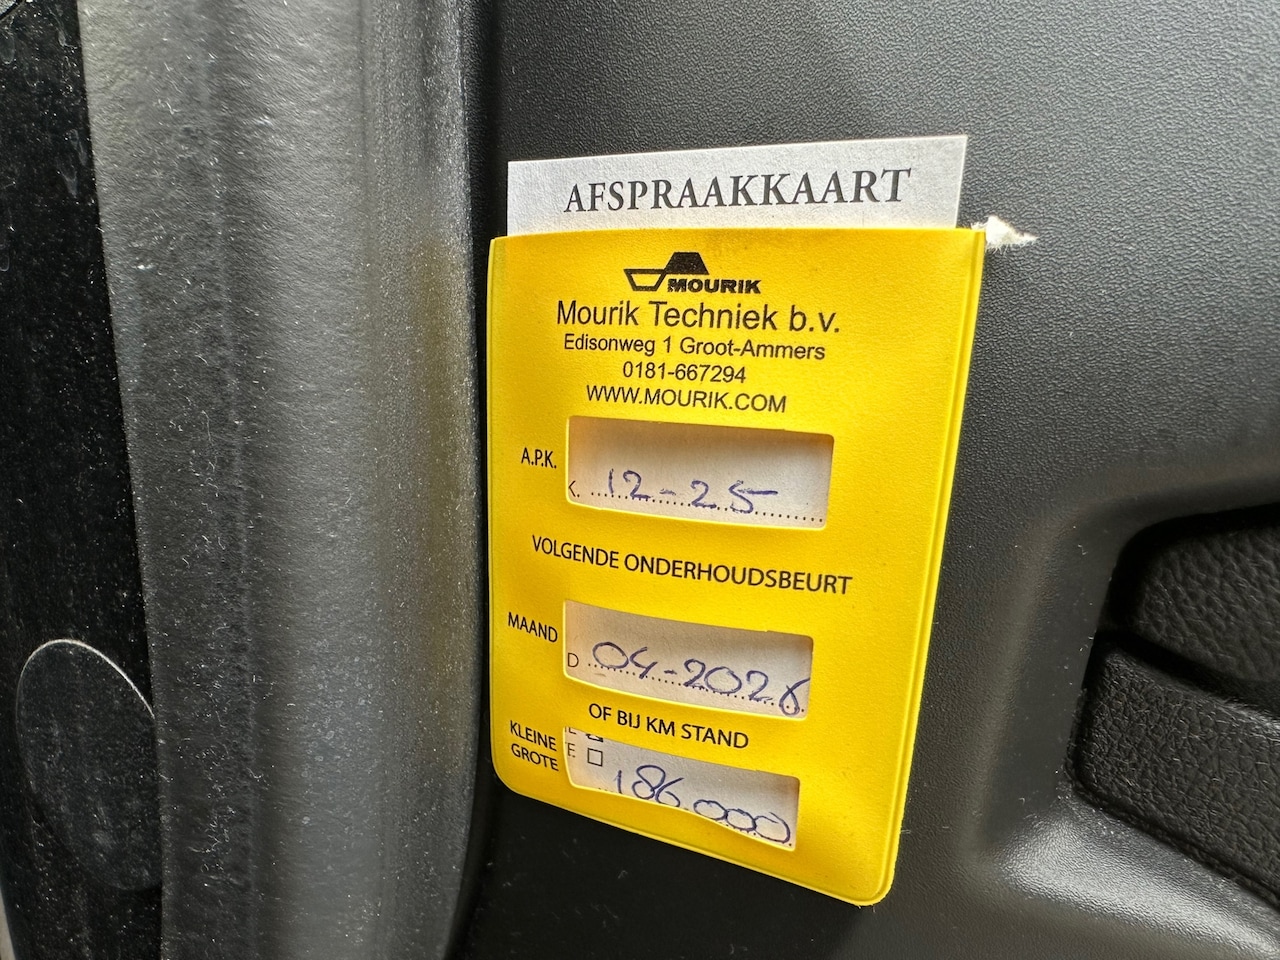 AFSPRAAKKAART
MOURIK
Mourik Techniek b.v.
Edisonweg 1 Groot-Ammers
0181-667294
WWW.MOURIK.COM
A.P.K.
K. 12-25
VOLGENDE ONDERHOUDSBEURT
MAAND
D 04-2026
OF BIJ KM STAND
KLEINE
GROTE
186.000